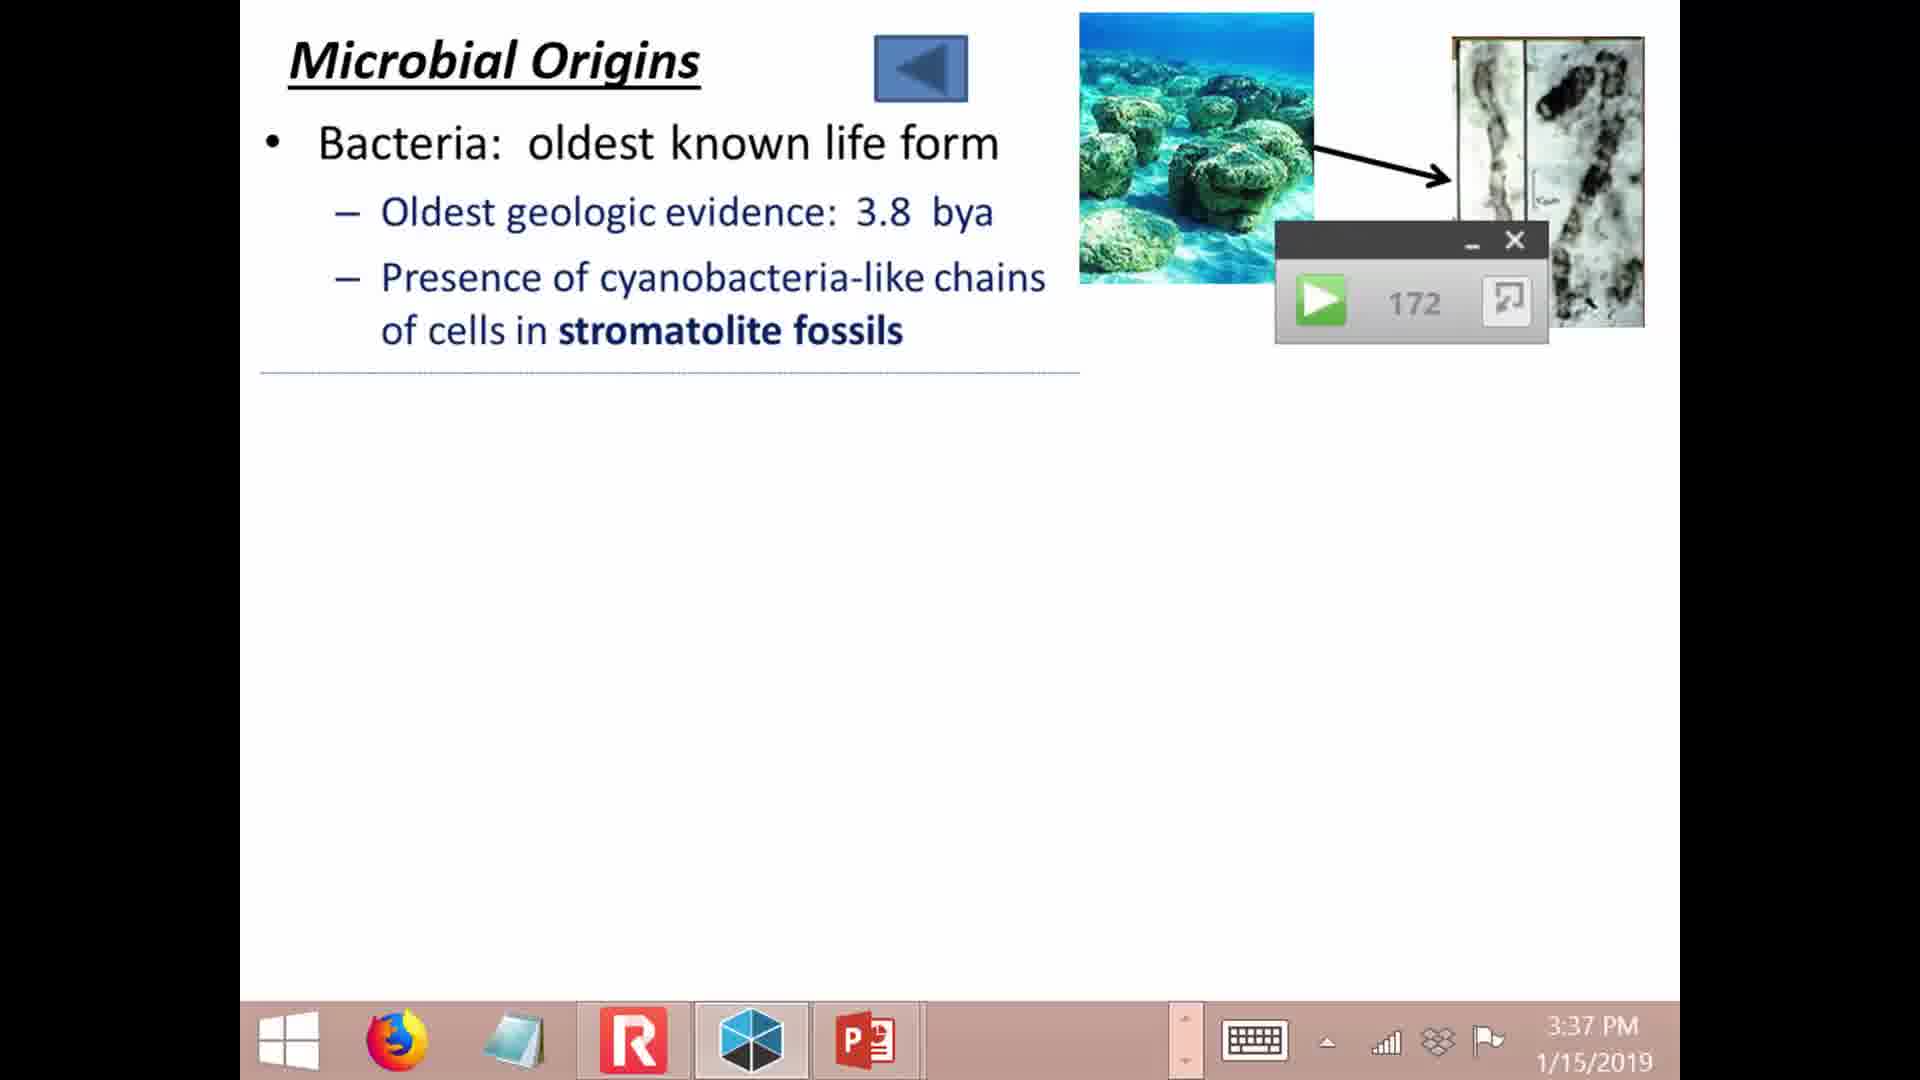 Microbial Origins
• Bacteria: oldest known life form
– Oldest geologic evidence: 3.8 bya
– Presence of cyanobacteria-like chains
of cells in stromatolite fossils
172
R
P
3:37 PM
1/15/2019